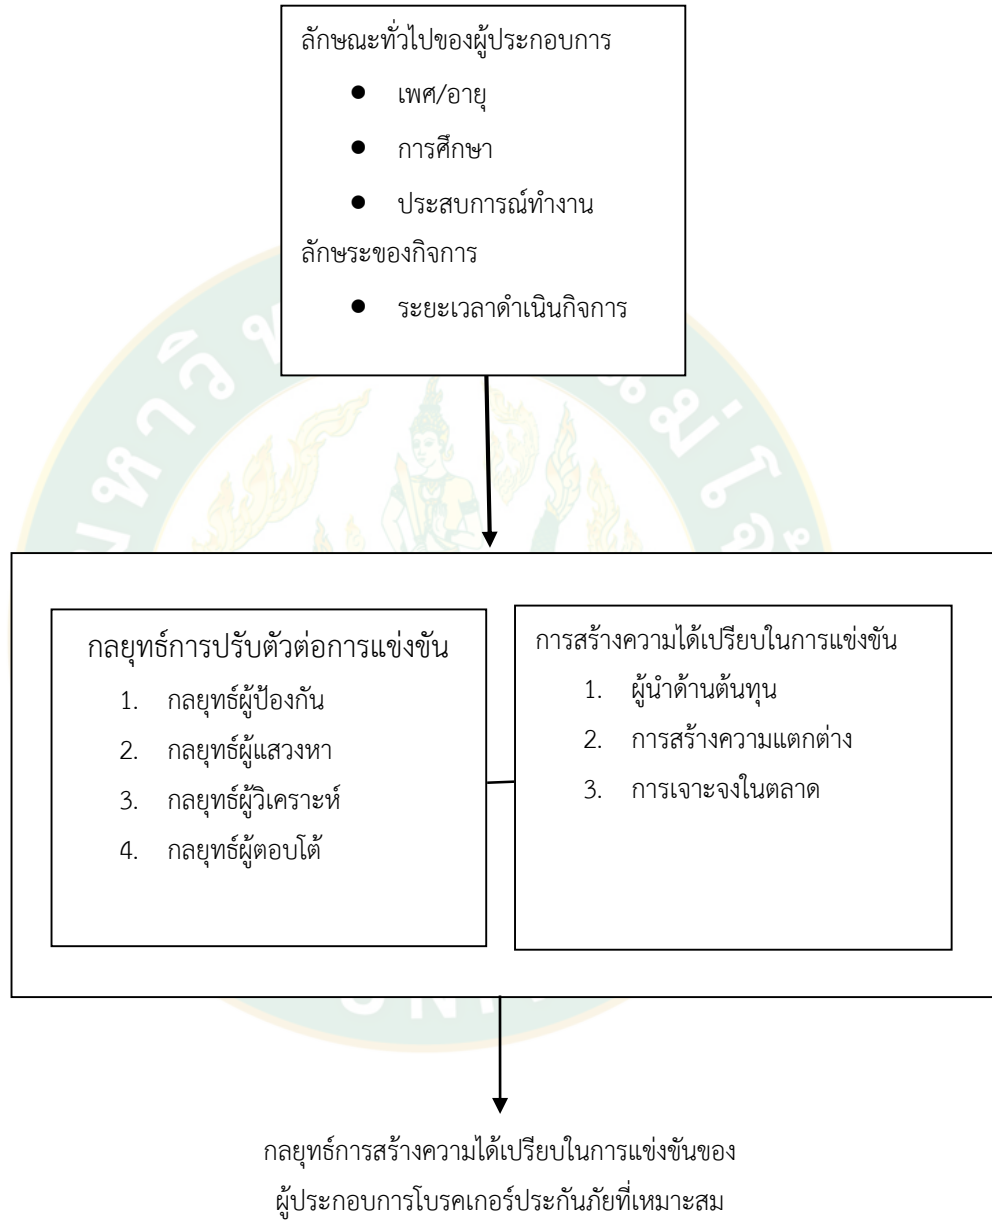 ลักษณะทั่วไปของผู้ประกอบการ
● เพศ/อายุ
● การศึกษา
● ประสบการณ์ทำงาน
ลักษระของกิจการ
● ระยะเวลาดำเนินกิจการ
กลยุทธ์การปรับตัวต่อการแข่งขัน
1. กลยุทธ์ผู้ป้องกัน
2. กลยุทธ์ผู้แสวงหา
3. กลยุทธ์ผู้วิเคราะห์
4. กลยุทธ์ผู้ตอบโต้
การสร้างความได้เปรียบในการแข่งขัน
1. ผู้นำด้านต้นทุน
2. การสร้างความแตกต่าง
3. การเจาะจงในตลาด
กลยุทธ์การสร้างความได้เปรียบในการแข่งขันของ
ผู้ประกอบการโบรคเกอร์ประกันภัยที่เหมาะสม